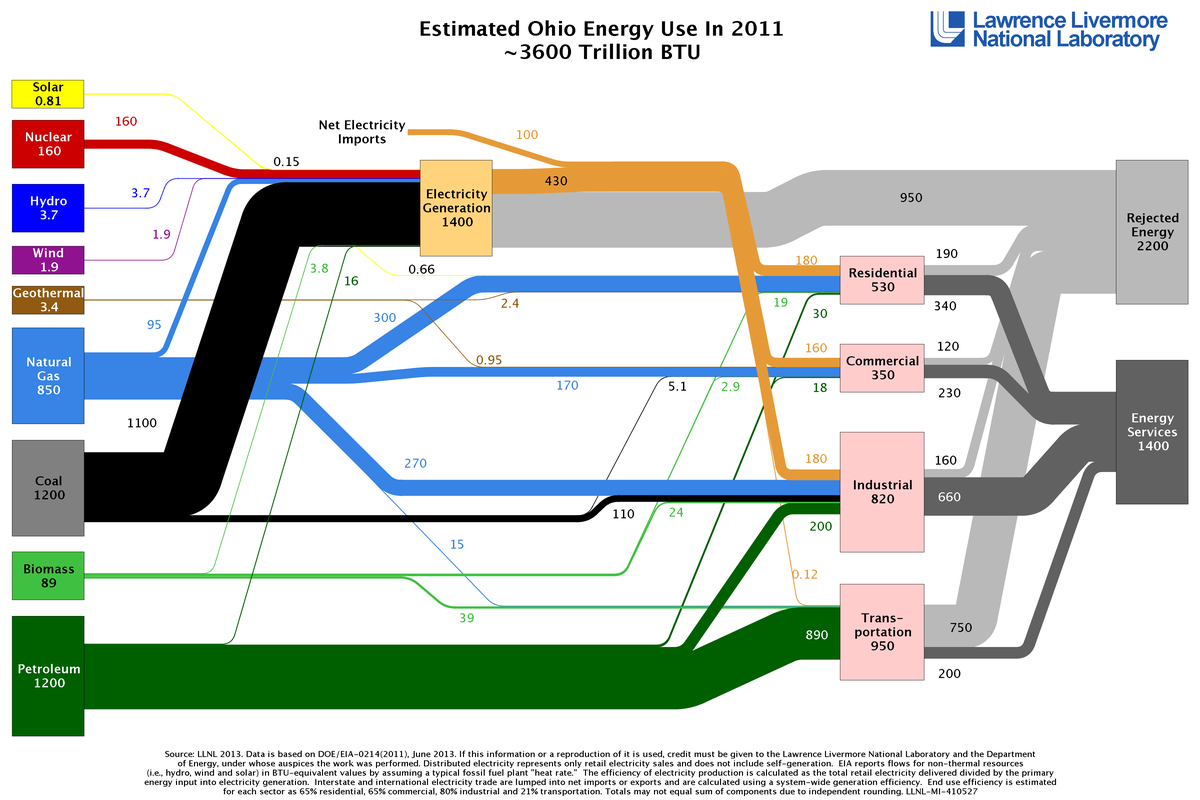 Estimated Ohio Energy Use In 2011
~3600 Trillion BTU
Lawrence Livermore
National Laboratory
Solar
0.81
Nuclear
160
160
Net Electricity
Imports
100
0.15
Hydro
3.7
3.7
Electricity
Generation
1400
430
950
Rejected
Energy
2200
Wind
1.9
1.9
Geothermal
3.4
3.8
16
0.66
2.4
180
Residential
530
190
340
19
30
Natural
Gas
850
95
300
0.95
170
5.1
2.9
160
Commercial
350
120
230
18
Energy
Services
1400
1100
Coal
1200
270
110
180
Industrial
820
160
660
24
200
15
Biomass
89
39
0.12
Petroleum
1200
890
Trans-
portation
950
750
200
Source: LLNL 2013. Data is based on DOE/EIA-0214(2011), June 2013. If this information or a reproduction of it is used, credit must be given to the Lawrence Livermore National Laboratory and the Department
of Energy, under whose auspices the work was performed. Distributed electricity represents only retail electricity sales and does not include self-generation.  EIA reports flows for non-thermal resources
(i.e., hydro, wind and solar) in BTU-equivalent values by assuming a typical fossil fuel plant "heat rate."  The efficiency of electricity production is calculated as the total retail electricity delivered divided by the primary
energy input into electricity generation.  Interstate and international electricity trade are lumped into net imports or exports and are calculated using a system-wide generation efficiency.  End use efficiency is estimated
for each sector as 65% residential, 65% commercial, 80% industrial and 21% transportation. Totals may not equal sum of components due to independent rounding. LLNL-MI-410527